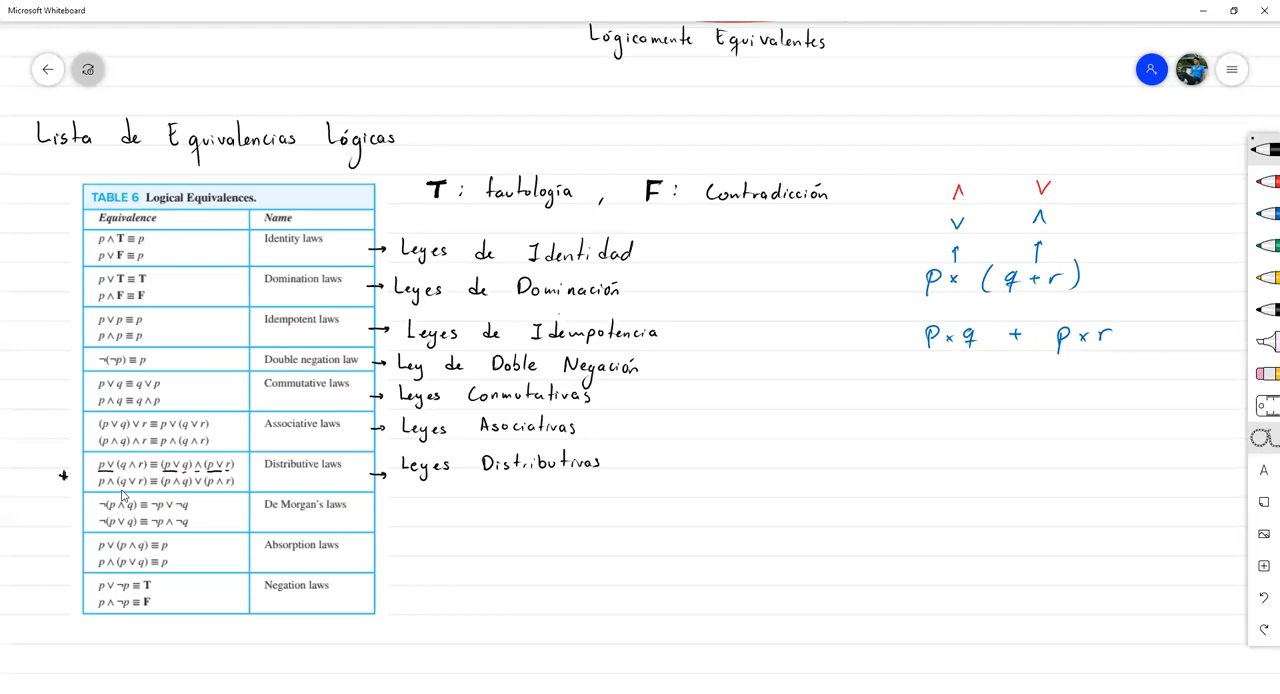 Microsoft Whiteboard
Lógicamente Equivalentes
Lista de Equivalencias Lógicas
TABLE 6 Logical Equivalences.
Equivalence Name
p ∧ T ≡ p Identity laws
p ∨ F ≡ p
p ∨ T ≡ T Domination laws
p ∧ F ≡ F
p ∨ p ≡ p Idempotent laws
p ∧ p ≡ p
¬(¬p) ≡ p Double negation law
p ∨ q ≡ q ∨ p Commutative laws
p ∧ q ≡ q ∧ p
(p ∨ q) ∨ r ≡ p ∨ (q ∨ r) Associative laws
(p ∧ q) ∧ r ≡ p ∧ (q ∧ r)
p ∨ (q ∧ r) ≡ (p ∨ q) ∧ (p ∨ r) Distributive laws
p ∧ (q ∨ r) ≡ (p ∧ q) ∨ (p ∧ r)
¬(p ∧ q) ≡ ¬p ∨ ¬q De Morgan's laws
¬(p ∨ q) ≡ ¬p ∧ ¬q
p ∨ (p ∧ q) ≡ p Absorption laws
p ∧ (p ∨ q) ≡ p
p ∨ ¬p ≡ T Negation laws
p ∧ ¬p ≡ F
T : tautología , F : Contradicción
→ Leyes de Identidad
→ Leyes de Dominación
→ Leyes de Idempotencia
→ Ley de Doble Negación
→ Leyes Conmutativas
→ Leyes Asociativas
→ Leyes Distributivas
∧ ∨
∨ ∧
↑ ↑
p × ( q + r )
p × q + p × r
A